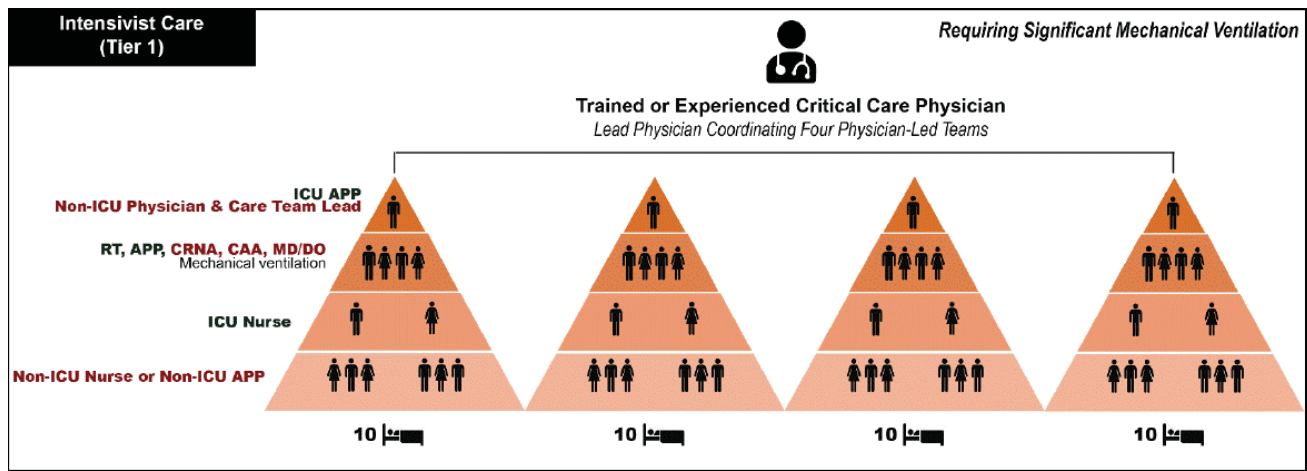 Intensivist Care
(Tier 1)
Requiring Significant Mechanical Ventilation
Trained or Experienced Critical Care Physician
Lead Physician Coordinating Four Physician-Led Teams
ICU APP
Non-ICU Physician & Care Team Lead
RT, APP, CRNA, CAA, MD/DO
Mechanical ventilation
ICU Nurse
Non-ICU Nurse or Non-ICU APP
10 10 10 10